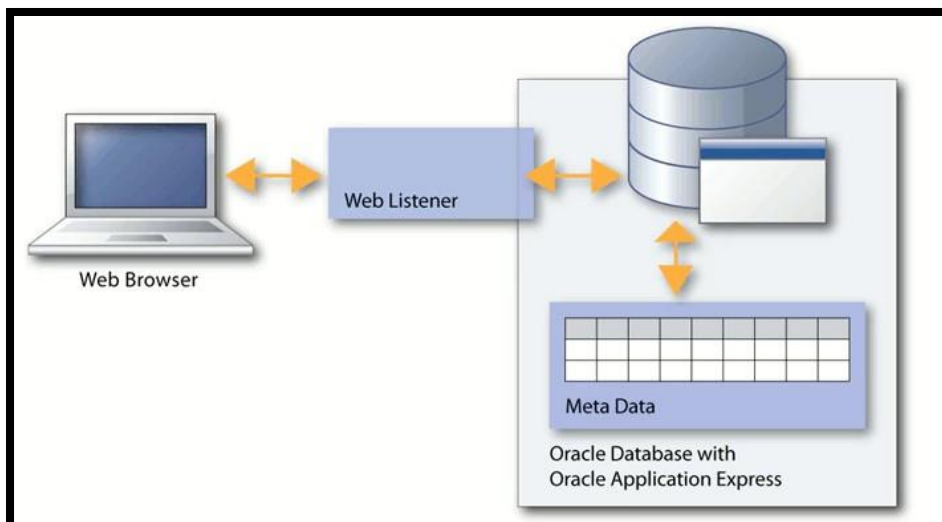 Web Browser
Web Listener
Meta Data
Oracle Database with
Oracle Application Express